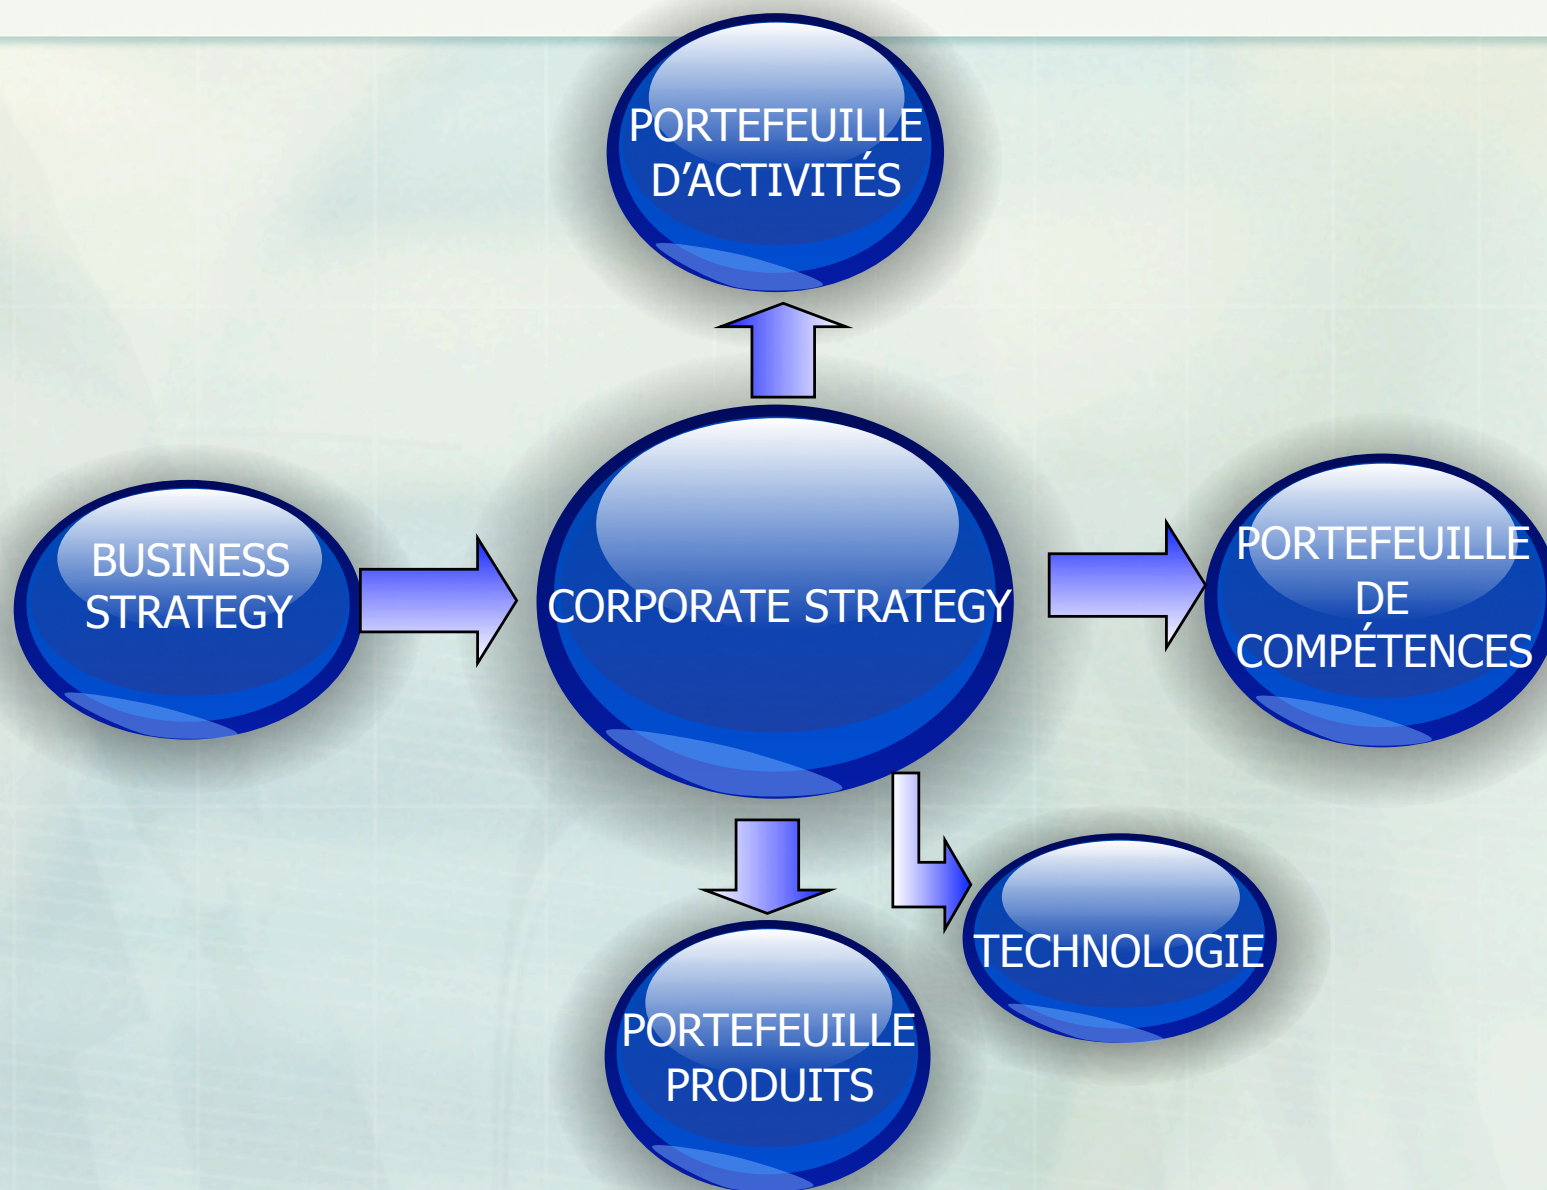 PORTEFEUILLE
D’ACTIVITÉS
BUSINESS
STRATEGY
CORPORATE STRATEGY
PORTEFEUILLE
DE
COMPÉTENCES
TECHNOLOGIE
PORTEFEUILLE
PRODUITS